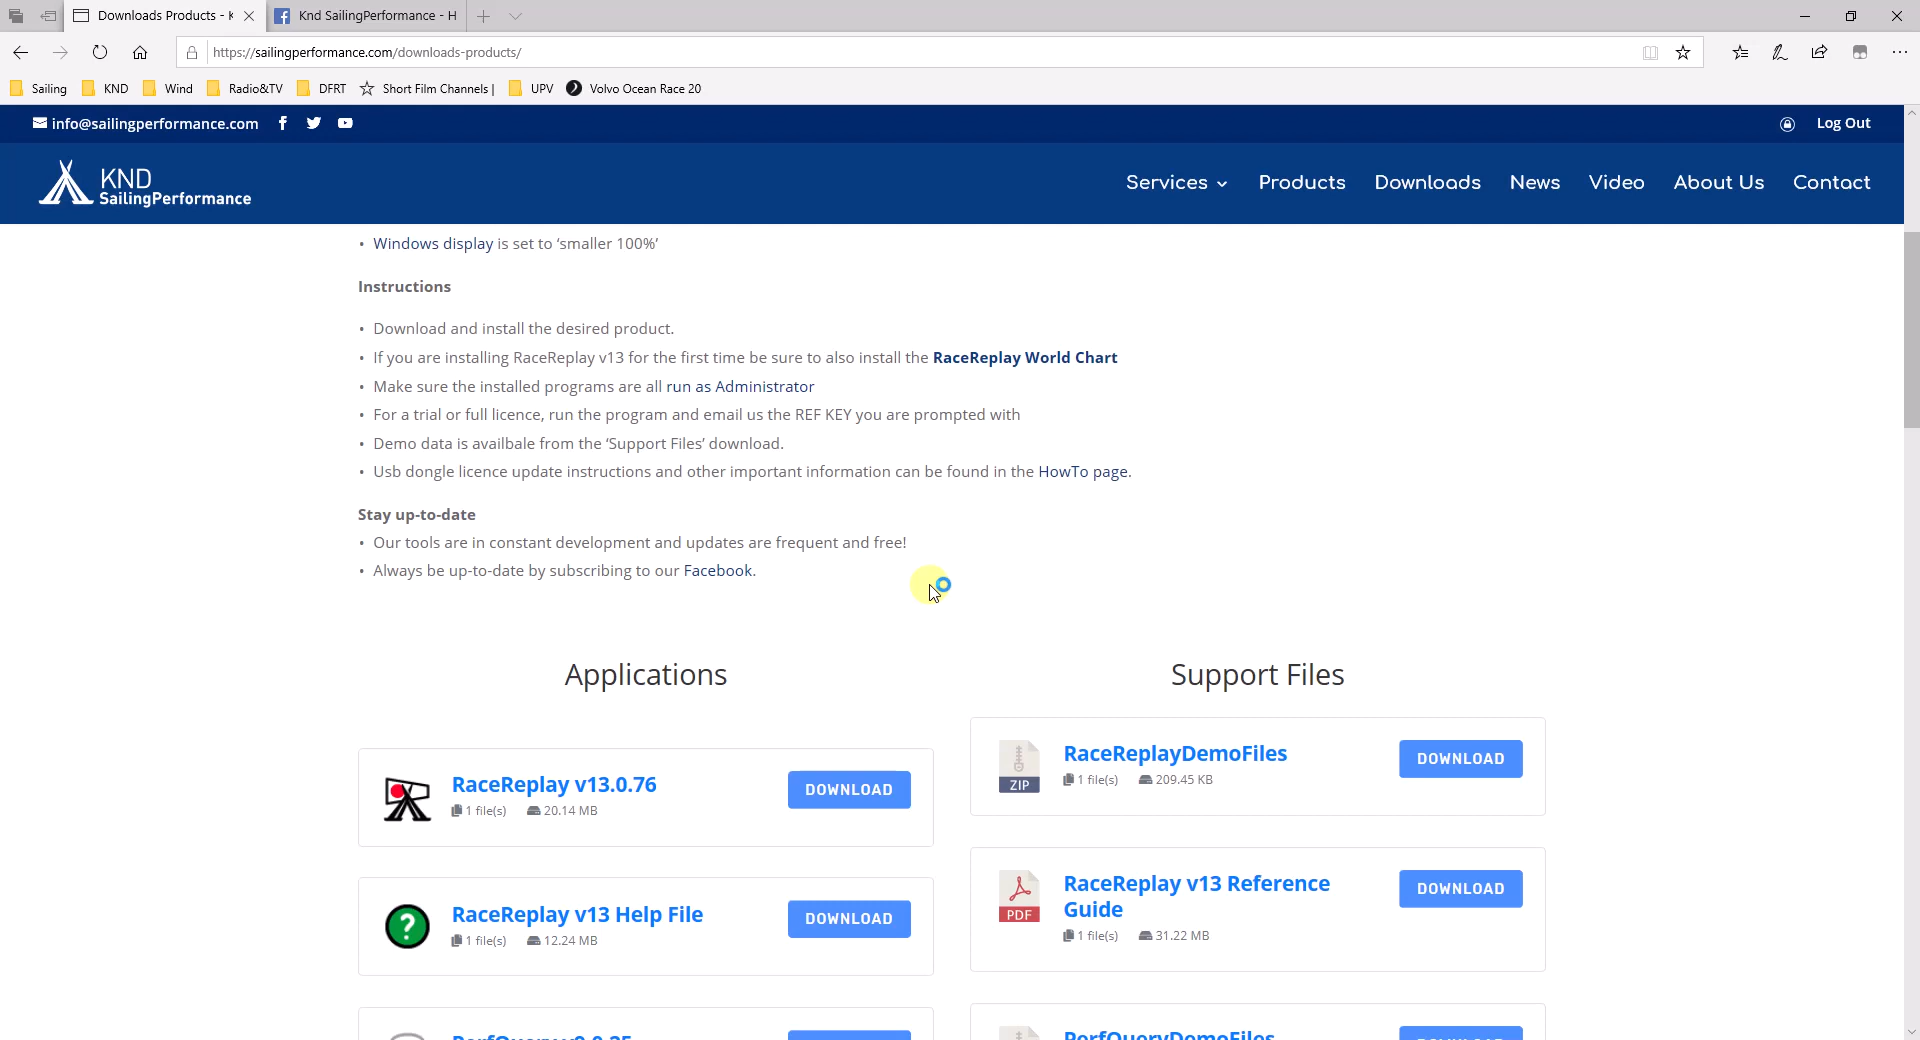 Downloads Products - K
Knd SailingPerformance - H
https://sailingperformance.com/downloads-products/
Sailing
KND
Wind
Radio&TV
DFRT
Short Film Channels |
UPV
Volvo Ocean Race 20
info@sailingperformance.com
Log Out
KND
SailingPerformance
Services
Products
Downloads
News
Video
About Us
Contact
• Windows display is set to ‘smaller 100%’
Instructions
• Download and install the desired product.
• If you are installing RaceReplay v13 for the first time be sure to also install the RaceReplay World Chart
• Make sure the installed programs are all run as Administrator
• For a trial or full licence, run the program and email us the REF KEY you are prompted with
• Demo data is availbale from the ‘Support Files’ download.
• Usb dongle licence update instructions and other important information can be found in the HowTo page.
Stay up-to-date
• Our tools are in constant development and updates are frequent and free!
• Always be up-to-date by subscribing to our Facebook.
Applications
RaceReplay v13.0.76
1 file(s) 20.14 MB
DOWNLOAD
RaceReplay v13 Help File
1 file(s) 12.24 MB
DOWNLOAD
Support Files
ZIP
RaceReplayDemoFiles
1 file(s) 209.45 KB
DOWNLOAD
PDF
RaceReplay v13 Reference
Guide
1 file(s) 31.22 MB
DOWNLOAD
PerfQueryDemoFiles